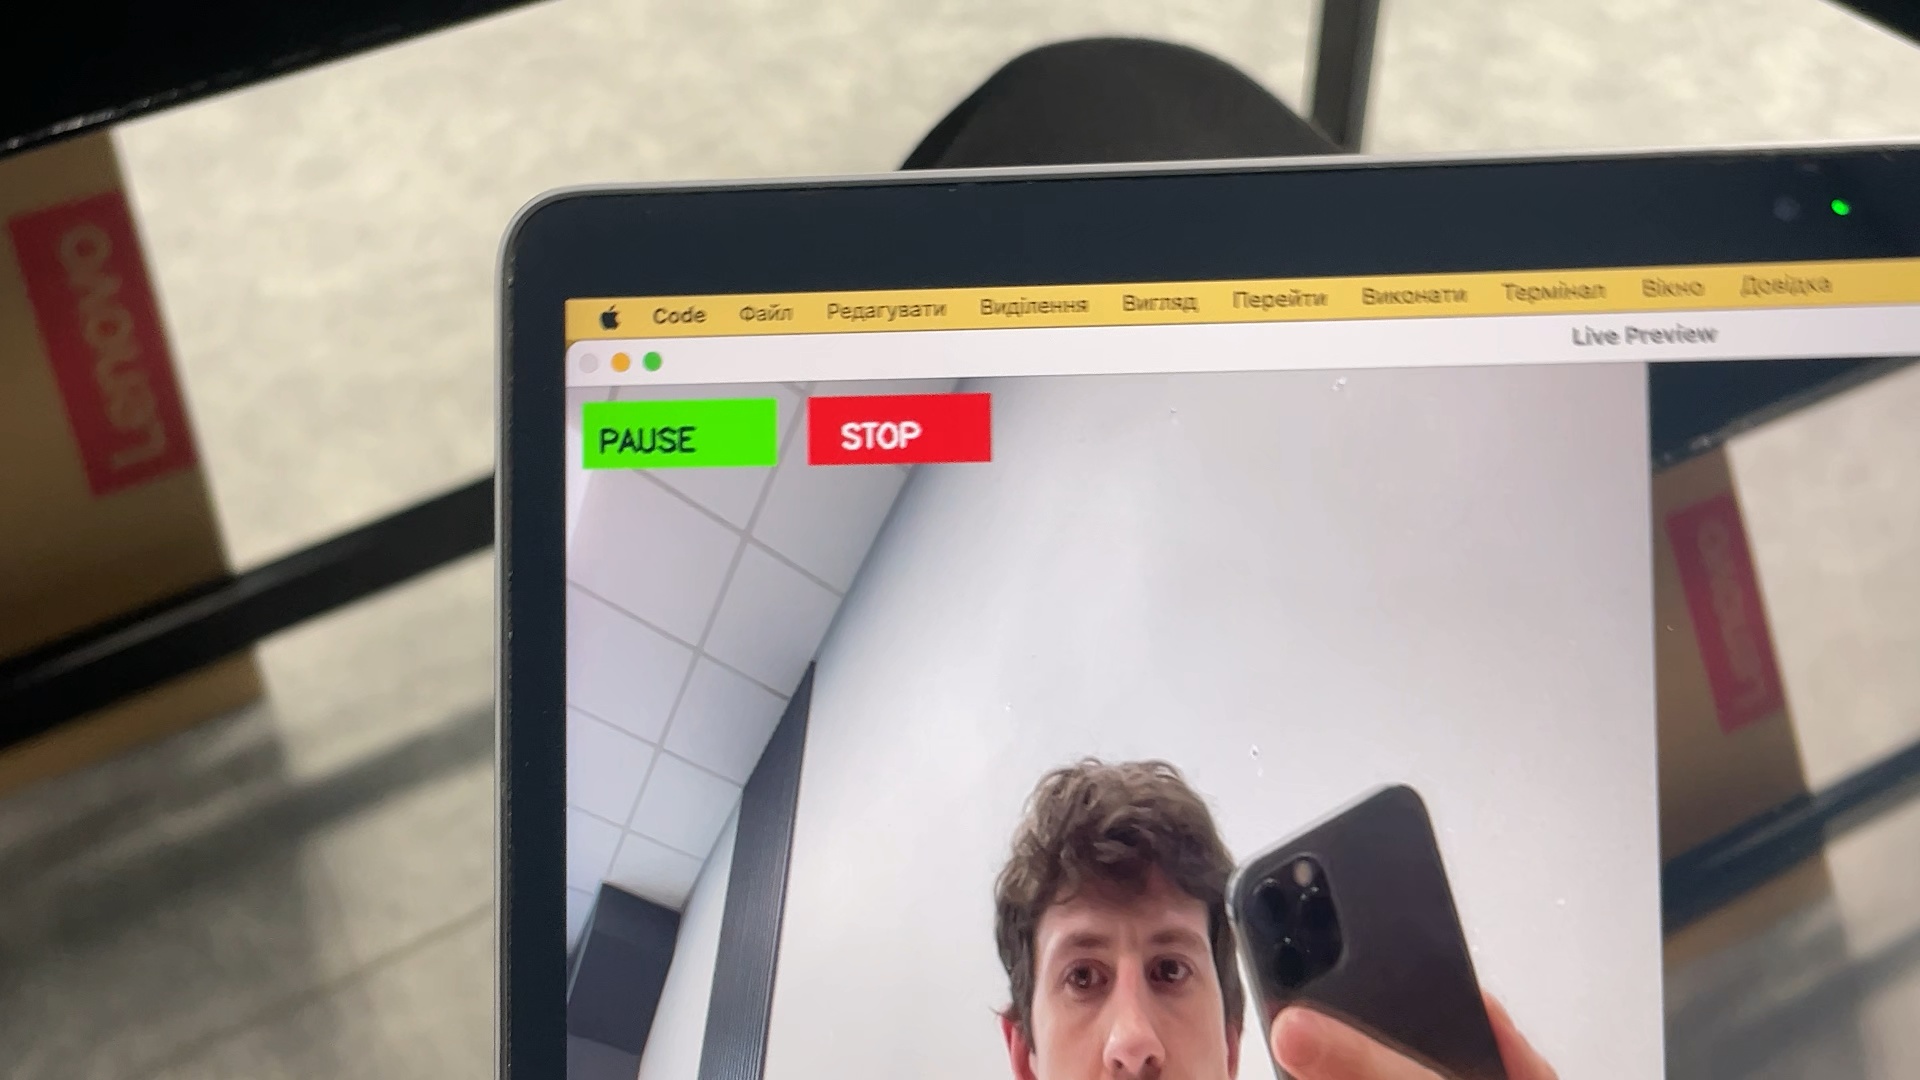 Lenovo
Code Файл Редагувати Виділення Вигляд Перейти Виконати Термінал Вікно Довідка
Live Preview
PAUSE STOP
Lenovo